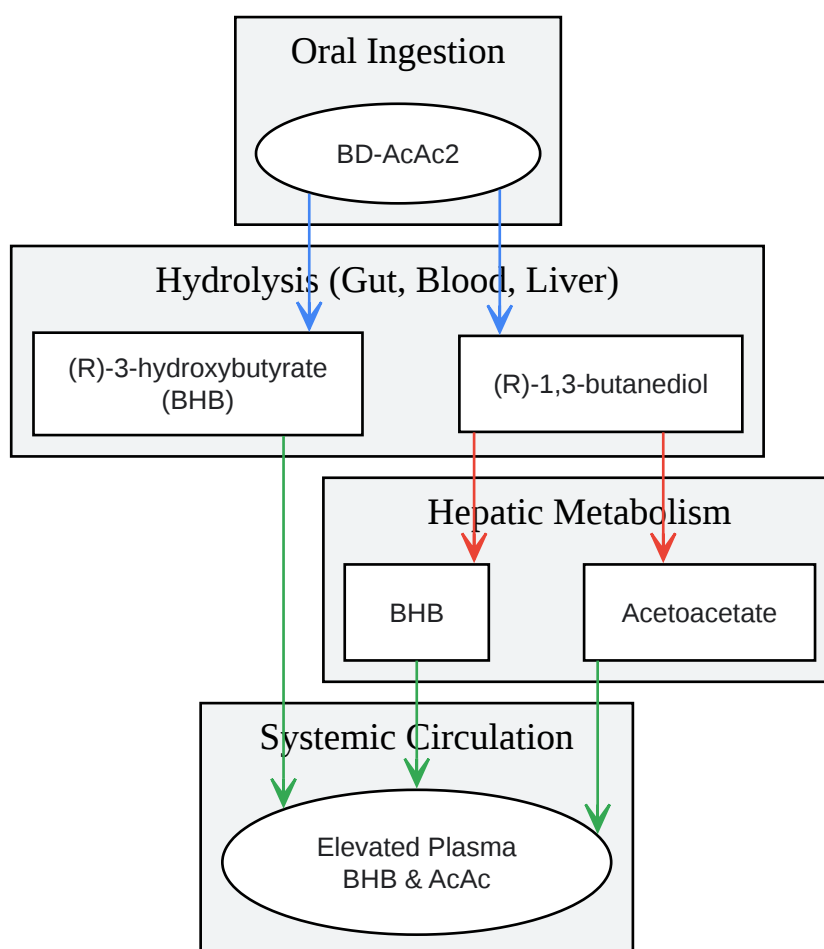 Oral Ingestion
BD-AcAc2
Hydrolysis (Gut, Blood, Liver)
(R)-3-hydroxybutyrate
(BHB)
(R)-1,3-butanediol
Hepatic Metabolism
BHB
Acetoacetate
Systemic Circulation
Elevated Plasma
BHB & AcAc